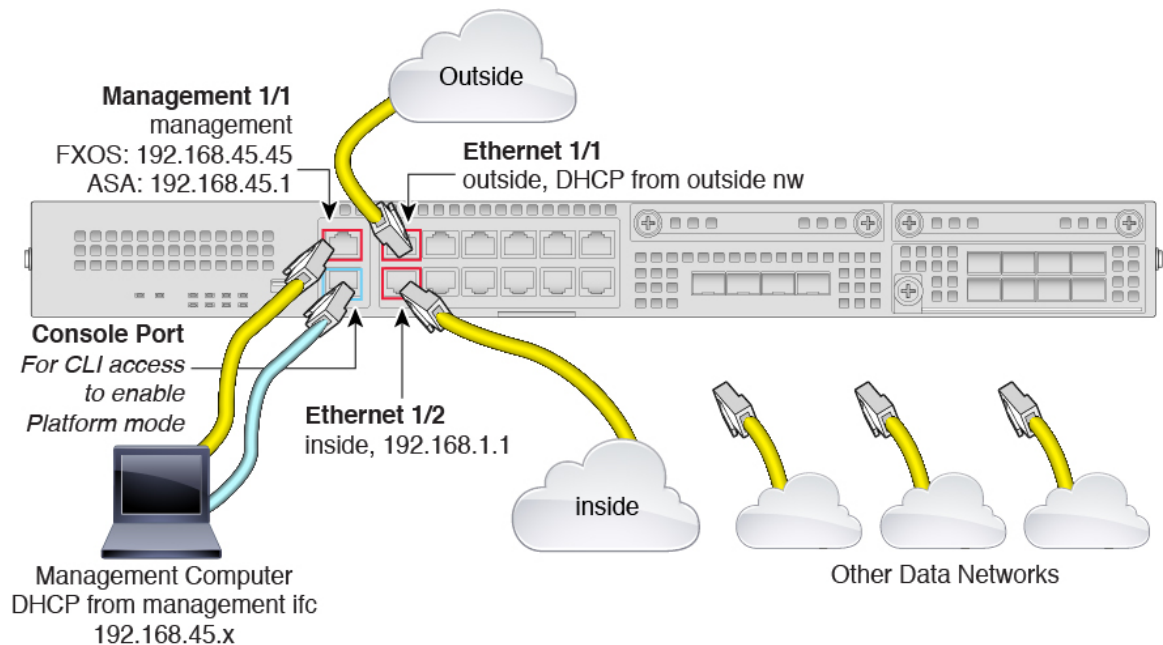 Outside
Management 1/1
management
FXOS: 192.168.45.45
ASA: 192.168.45.1
Ethernet 1/1
outside, DHCP from outside nw
Console Port
For CLI access
to enable
Platform mode
Ethernet 1/2
inside, 192.168.1.1
inside
Management Computer
DHCP from management ifc
192.168.45.x
Other Data Networks